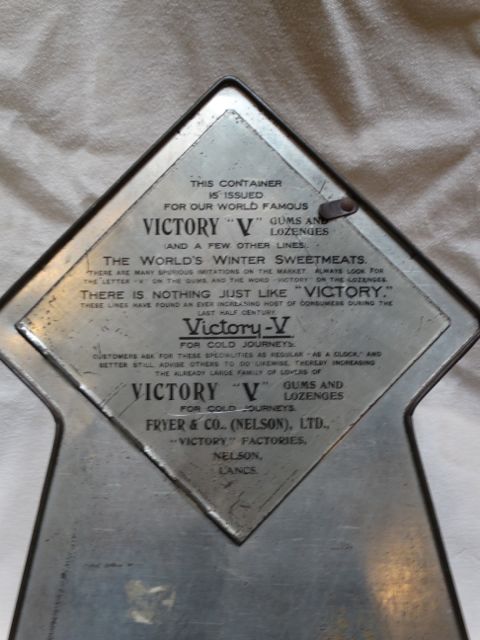 THIS CONTAINER
IS ISSUED
FOR OUR WORLD FAMOUS
VICTORY "V" GUMS AND LOZENGES
(AND A FEW OTHER LINES).
THE WORLD'S WINTER SWEETMEATS.
THERE ARE MANY SPURIOUS IMITATIONS ON THE MARKET. ALWAYS LOOK FOR
THE LETTER "V" ON THE GUMS, AND THE WORD "VICTORY" ON THE LOZENGES.
THERE IS NOTHING JUST LIKE "VICTORY."
THESE LINES HAVE FOUND AN EVER INCREASING HOST OF CONSUMERS DURING THE
LAST HALF CENTURY.
Victory-V
FOR COLD JOURNEYS.
CUSTOMERS ASK FOR THESE SPECIALITIES AS REGULAR "AS A CLOCK," AND
BETTER STILL, ADVISE OTHERS TO DO LIKEWISE, THEREBY INCREASING
THE ALREADY LARGE FAMILY OF LOVERS OF
VICTORY "V" GUMS AND LOZENGES
FOR COLD JOURNEYS.
FRYER & CO., (NELSON), LTD.,
"VICTORY" FACTORIES,
NELSON,
LANCS.